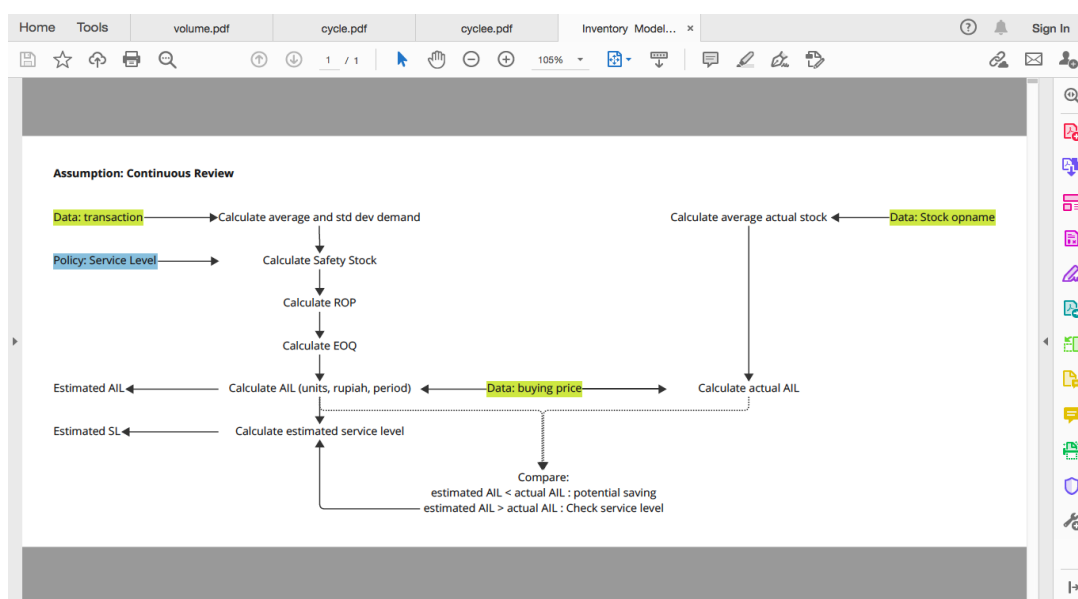 Home Tools volume.pdf cycle.pdf cyclee.pdf Inventory Model... × Sign In
1 / 1 105%
Assumption: Continuous Review
Data: transaction Calculate average and std dev demand Calculate average actual stock Data: Stock opname
Policy: Service Level Calculate Safety Stock
Calculate ROP
Calculate EOQ
Estimated AIL Calculate AIL (units, rupiah, period) Data: buying price Calculate actual AIL
Estimated SL Calculate estimated service level
Compare:
estimated AIL < actual AIL : potential saving
estimated AIL > actual AIL : Check service level